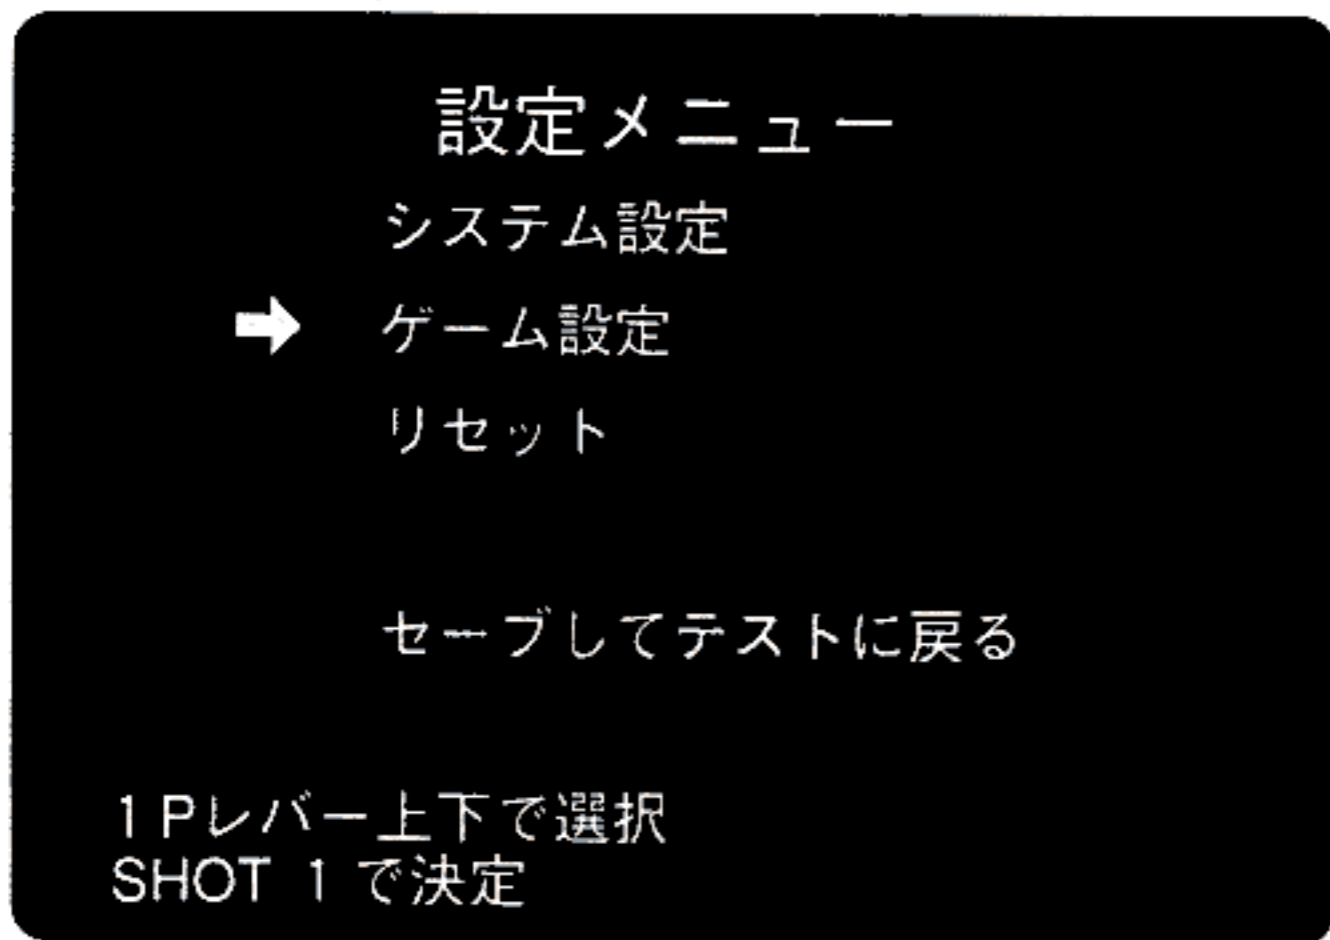 設定メニュー
システム設定
ゲーム設定
リセット
セーブしてテストに戻る
1Pレバー上下で選択
SHOT 1で決定